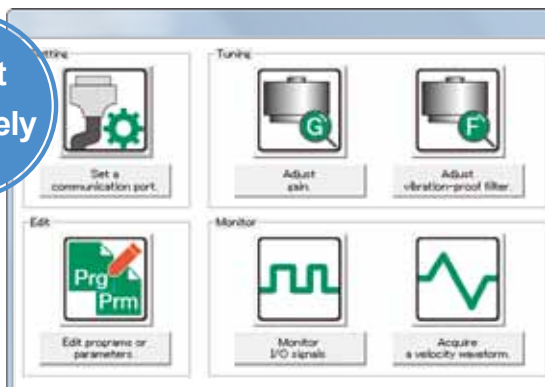 t
ely
Setting
Tuning
G
F
Set a
communication port.
Adjust
gain.
Adjust
vibration-proof filter.
Edit
Monitor
Prg
Prm
Edit programs or
parameters.
Monitor
I/O signals
Acquire
a velocity waveform.